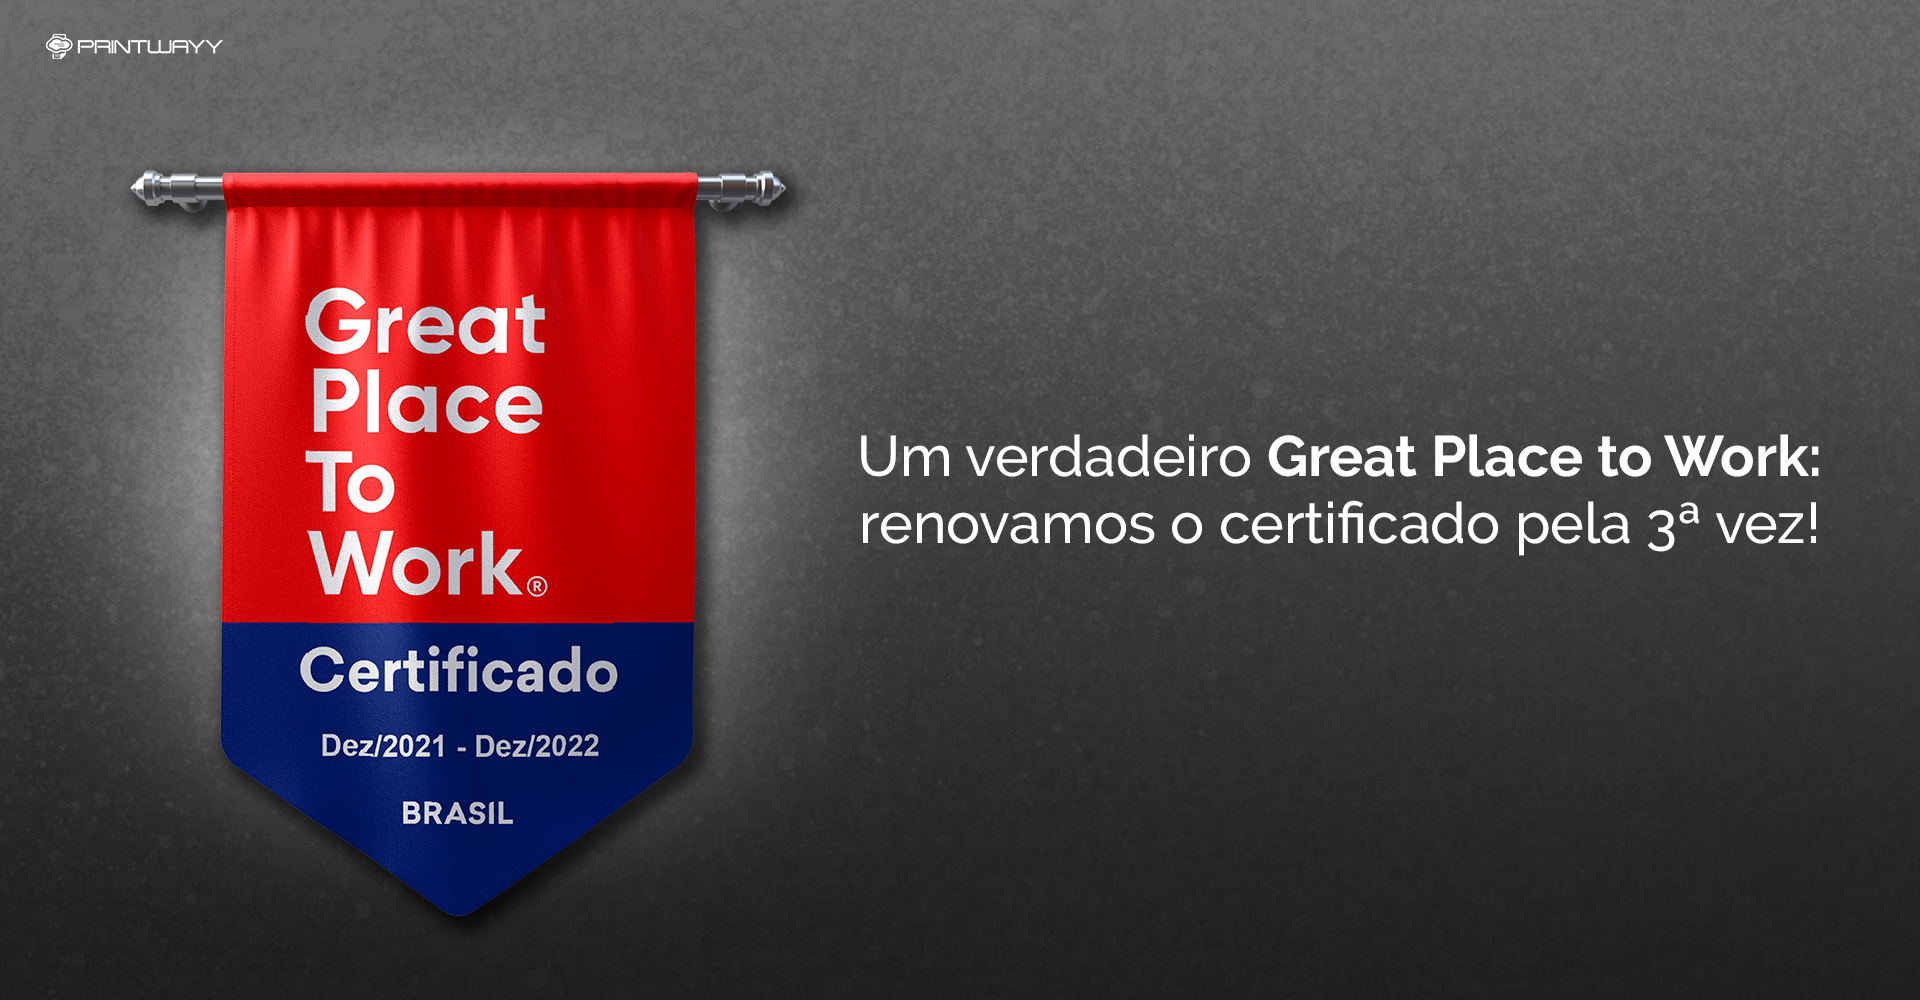 PRINTWAYY
Great
Place
To
Work®
Certificado
Dez/2021 - Dez/2022
BRASIL
Um verdadeiro Great Place to Work:
renovamos o certificado pela 3ª vez!